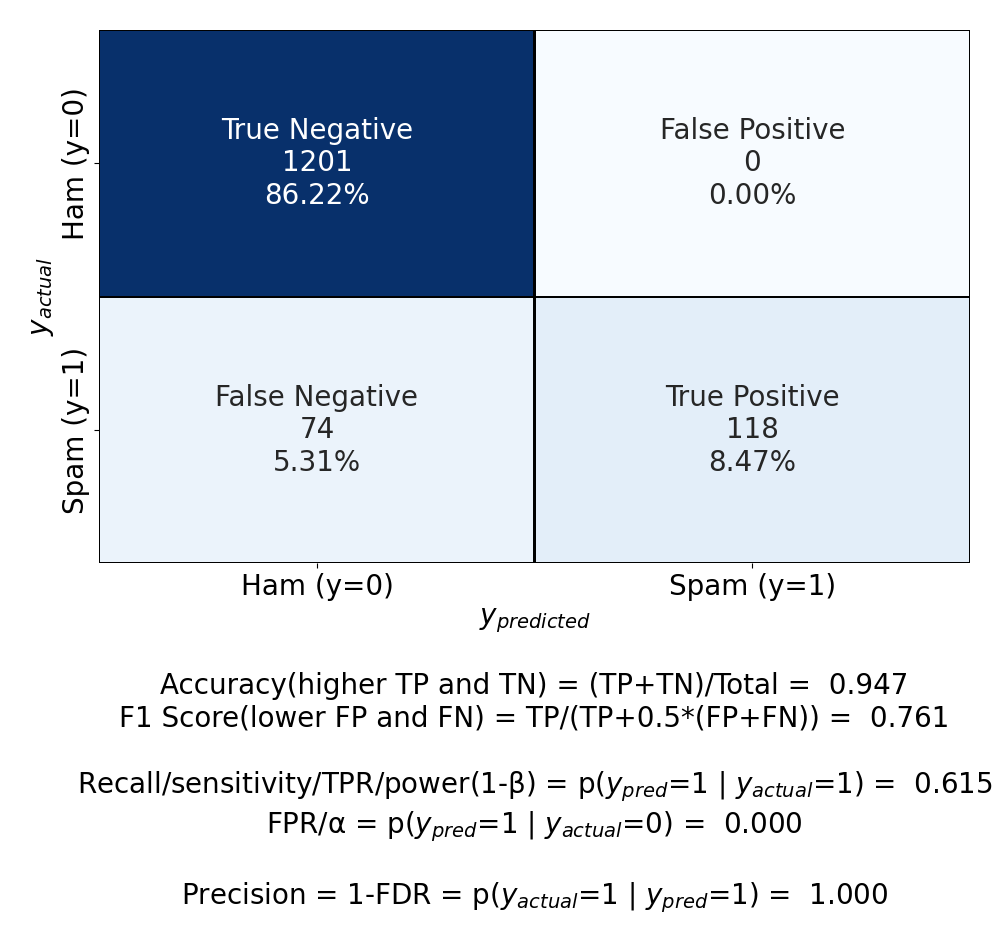 True Negative
1201
86.22%
False Positive
0
0.00%
False Negative
74
5.31%
True Positive
118
8.47%
Ham (y=0)
Spam (y=1)
y_actual
Ham (y=0)
Spam (y=1)
y_predicted
Accuracy(higher TP and TN) = (TP+TN)/Total =  0.947
F1 Score(lower FP and FN) = TP/(TP+0.5*(FP+FN)) =  0.761
Recall/sensitivity/TPR/power(1-β) = p(y_pred=1 | y_actual=1) =  0.615
FPR/α = p(y_pred=1 | y_actual=0) =  0.000
Precision = 1-FDR = p(y_actual=1 | y_pred=1) =  1.000